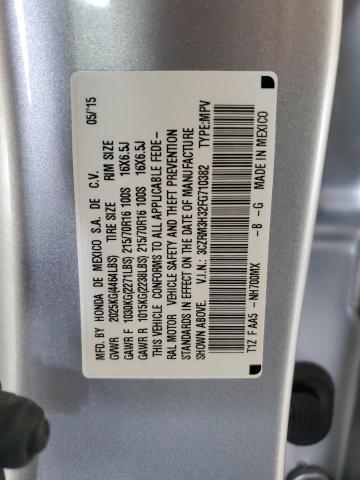 MFD. BY HONDA DE MEXICO S.A. DE C.V. 05/'15
GVWR 2025KG(4464LBS) TIRE SIZE RIM SIZE
GAWR F 1030KG(2271LBS) 215/70R16 100S 16X6.5J
GAWR R 1015KG(2238LBS) 215/70R16 100S 16X6.5J
THIS VEHICLE CONFORMS TO ALL APPLICABLE FEDE-
RAL MOTOR VEHICLE SAFETY AND THEFT PREVENTION
STANDARDS IN EFFECT ON THE DATE OF MANUFACTURE
SHOWN ABOVE. V.I.N.: 3CZRM3H32FG710382 TYPE:MPV
T1Z F AA5 -NH700MX -B -G MADE IN MEXICO